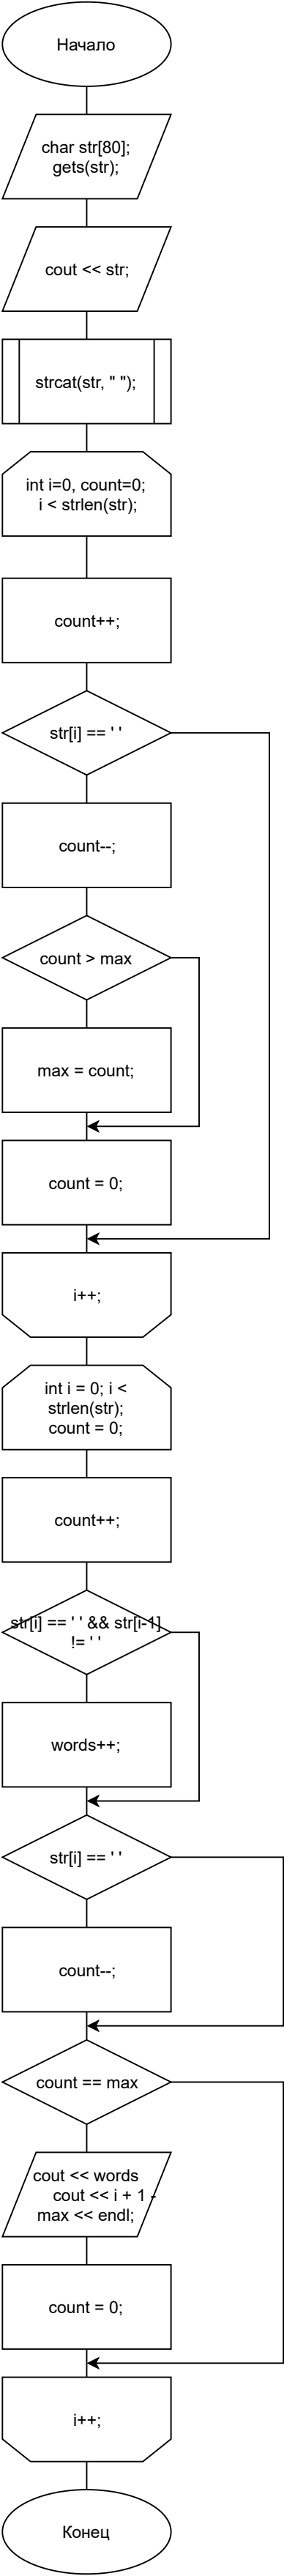 Начало
char str[80];
gets(str);
cout << str;
strcat(str, " ");
int i=0, count=0;
i < strlen(str);
count++;
str[i] == ' '
count--;
count > max
max = count;
count = 0;
i++;
int i = 0; i <
strlen(str);
count = 0;
count++;
str[i] == ' ' && str[i-1]
!= ' '
words++;
str[i] == ' '
count--;
count == max
cout << words
cout << i + 1 -
max << endl;
count = 0;
i++;
Конец